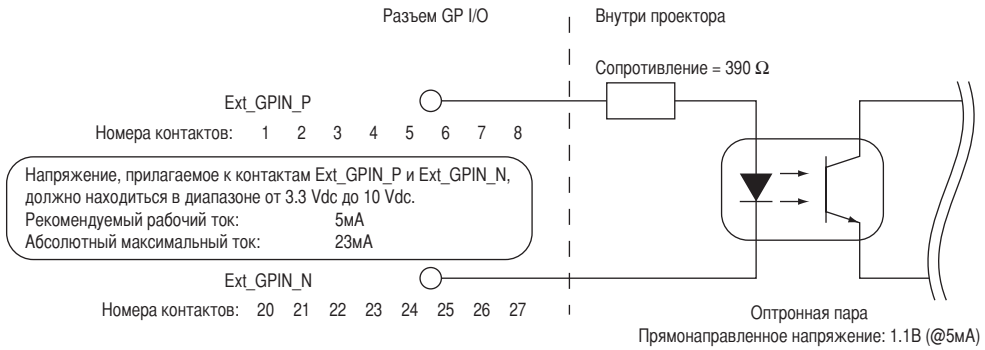 Разъем GP I/O
Внутри проектора
Сопротивление = 390 Ω
Ext_GPIN_P
Номера контактов: 1 2 3 4 5 6 7 8
Напряжение, прилагаемое к контактам Ext_GPIN_P и Ext_GPIN_N,
должно находиться в диапазоне от 3.3 Vdc до 10 Vdc.
Рекомендуемый рабочий ток: 5мА
Абсолютный максимальный ток: 23мА
Ext_GPIN_N
Номера контактов: 20 21 22 23 24 25 26 27
Оптронная пара
Прямонаправленное напряжение: 1.1В (@5мА)